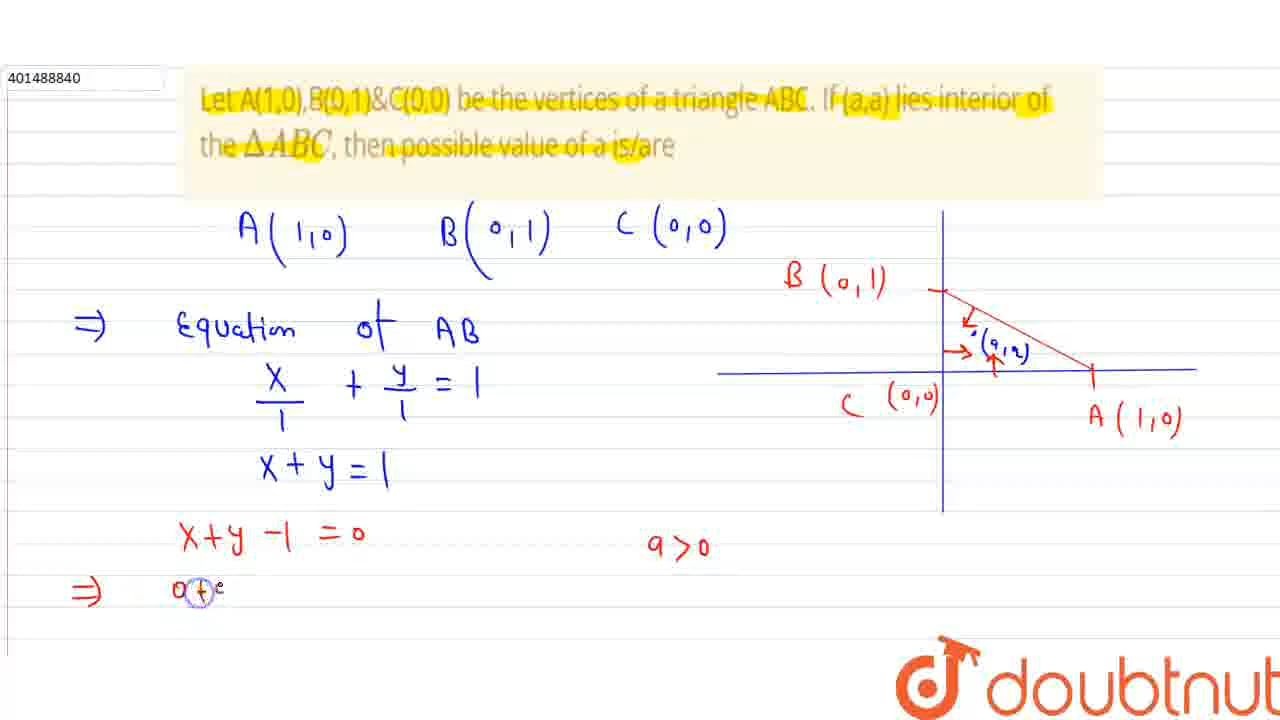 401488840
Let A(1,0),B(0,1)&C(0,0) be the vertices of a triangle ABC. If (a,a) lies interior of
the ΔABC, then possible value of a is/are
A (1,0) B (0,1) C (0,0)
B (0,1)
(a,a)
C (0,0)
A (1,0)
⇒ Equation of AB
x/1 + y/1 = 1
x + y = 1
x + y - 1 = 0
a > 0
⇒ 0 +
doubtnut